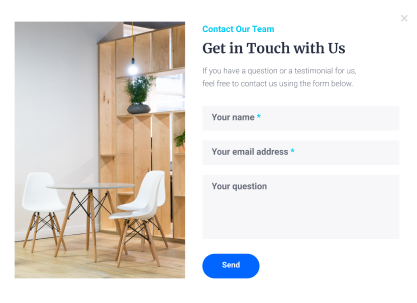 ×
Contact Our Team
Get in Touch with Us
If you have a question or a testimonial for us,
feel free to contact us using the form below.
Your name *
Your email address *
Your question
Send